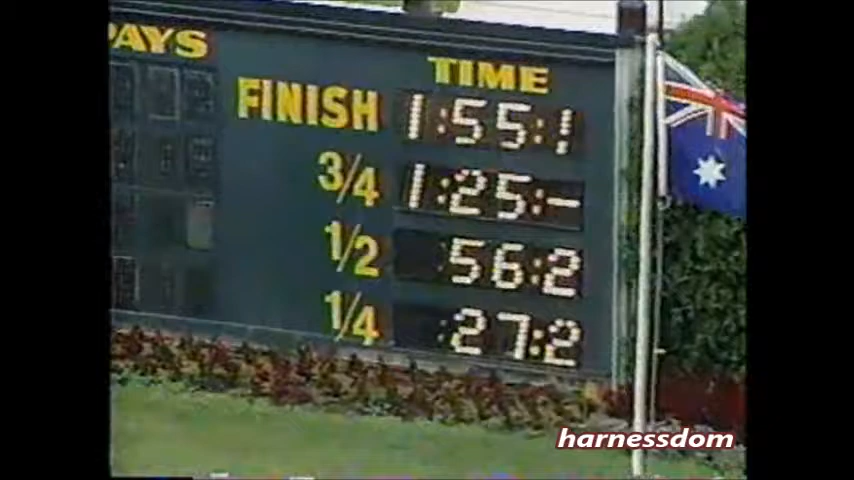 PAYS
TIME
FINISH 1:55:1
3/4 1:25:-
1/2 56:2
1/4 27:2
harnessdom